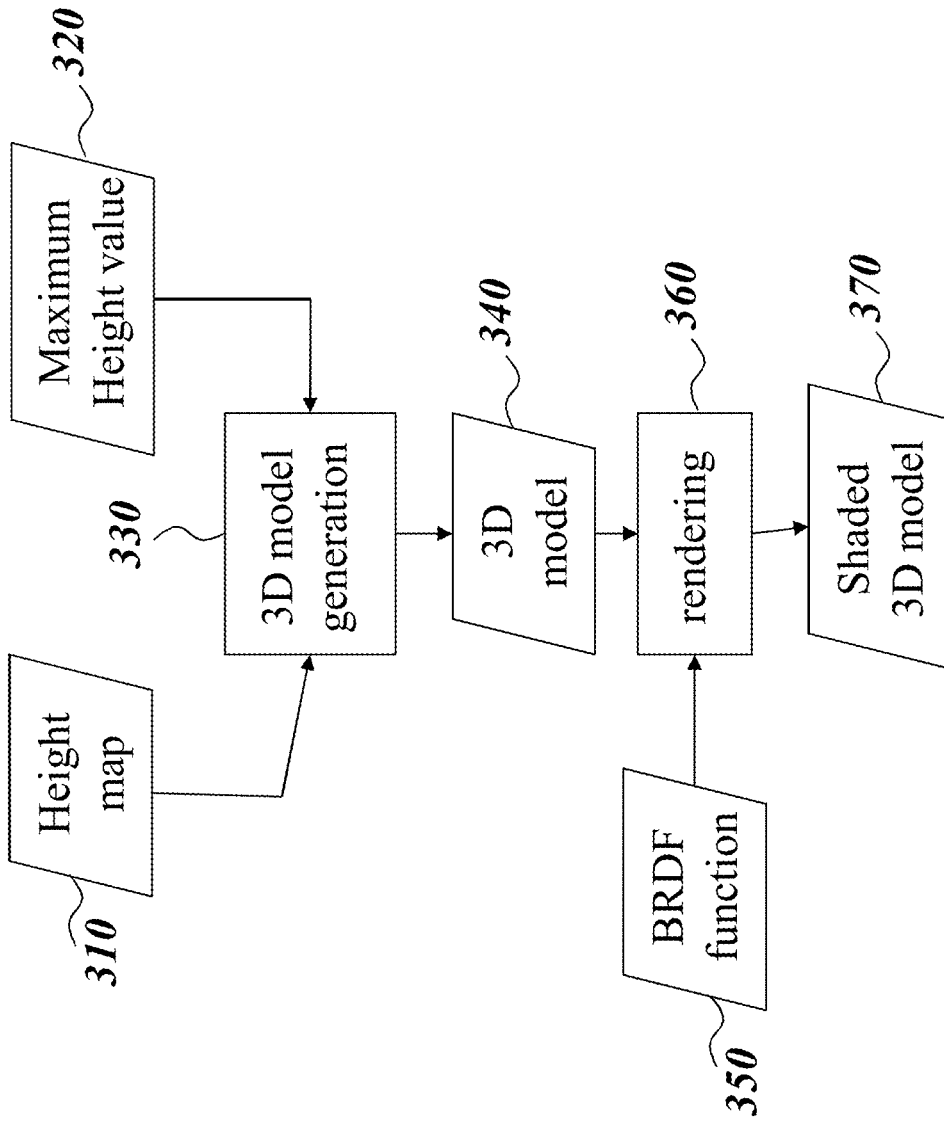 310
Height
map
320
Maximum
Height value
330
3D model
generation
340
3D
model
350
BRDF
function
360
rendering
370
Shaded
3D model